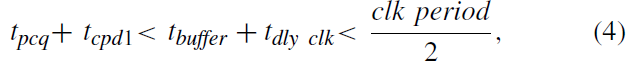 t_pcq + t_cpd1 < t_buffer + t_dly clk < clk period / 2, (4)